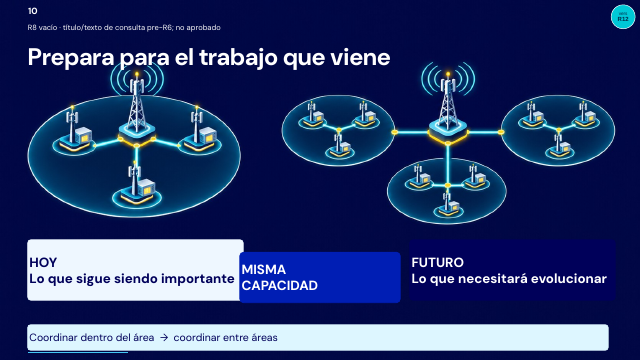 10
R12
R8 vacío · título/texto de consulta pre-R6; no aprobado
Prepara para el trabajo que viene
HOY
Lo que sigue siendo importante
MISMA
CAPACIDAD
FUTURO
Lo que necesitará evolucionar
Coordinar dentro del área → coordinar entre áreas